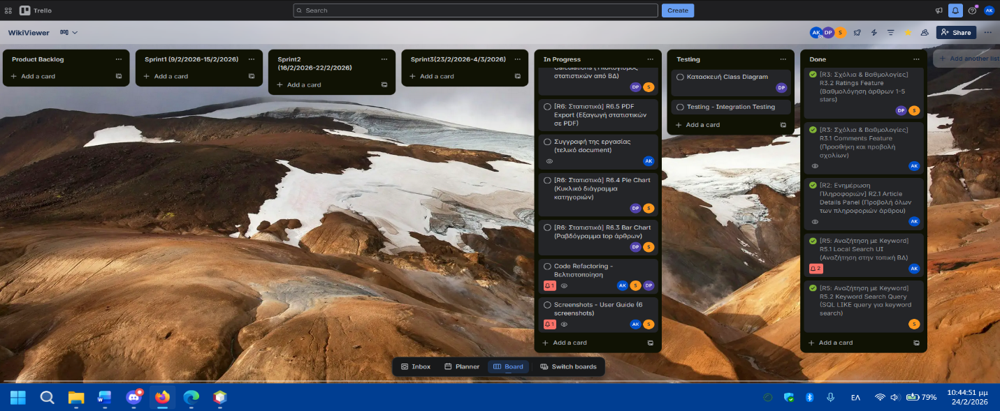 Trello
Search
Create
AK
WikiViewer
AK
DP
S
Share
Product Backlog
Add a card
Sprint1 (9/2/2026-15/2/2026)
Add a card
Sprint2
(16/2/2026-22/2/2026)
Add a card
Sprint3(23/2/2026-4/3/2026)
Add a card
In Progress
Calculations (Υπολογισμός
στατιστικών από ΒΔ)
DP S
[R6: Στατιστικά] R6.5 PDF
Export (Εξαγωγή στατιστικών
σε PDF)
Συγγραφή της εργασίας
(τελικό document)
AK
[R6: Στατιστικά] R6.4 Pie Chart
(Κυκλικό διάγραμμα
κατηγοριών)
DP S
[R6: Στατιστικά] R6.3 Bar Chart
(Ραβδόγραμμα top άρθρων)
DP S
Code Refactoring -
Βελτιστοποίηση
1 AK S DP
Screenshots - User Guide (6
screenshots)
1 AK S
Add a card
Testing
Κατασκευή Class Diagram
DP
Testing - Integration Testing
Add a card
Done
[R3: Σχόλια & Βαθμολογίες]
R3.2 Ratings Feature
(Βαθμολόγηση άρθρων 1-5
stars)
DP S
[R3: Σχόλια & Βαθμολογίες]
R3.1 Comments Feature
(Προσθήκη και προβολή
σχολίων)
AK
[R2: Ενημέρωση
Πληροφοριών] R2.1 Article
Details Panel (Προβολή όλων
των πληροφοριών άρθρου)
AK
[R5: Αναζήτηση με Keyword]
R5.1 Local Search UI
(Αναζήτηση στην τοπική ΒΔ)
2 AK
[R5: Αναζήτηση με Keyword]
R5.2 Keyword Search Query
(SQL LIKE query για keyword
search)
S
Add a card
Add another list
Inbox
Planner
Board
Switch boards
ΕΛ
79%
10:44:51 μμ
24/2/2026